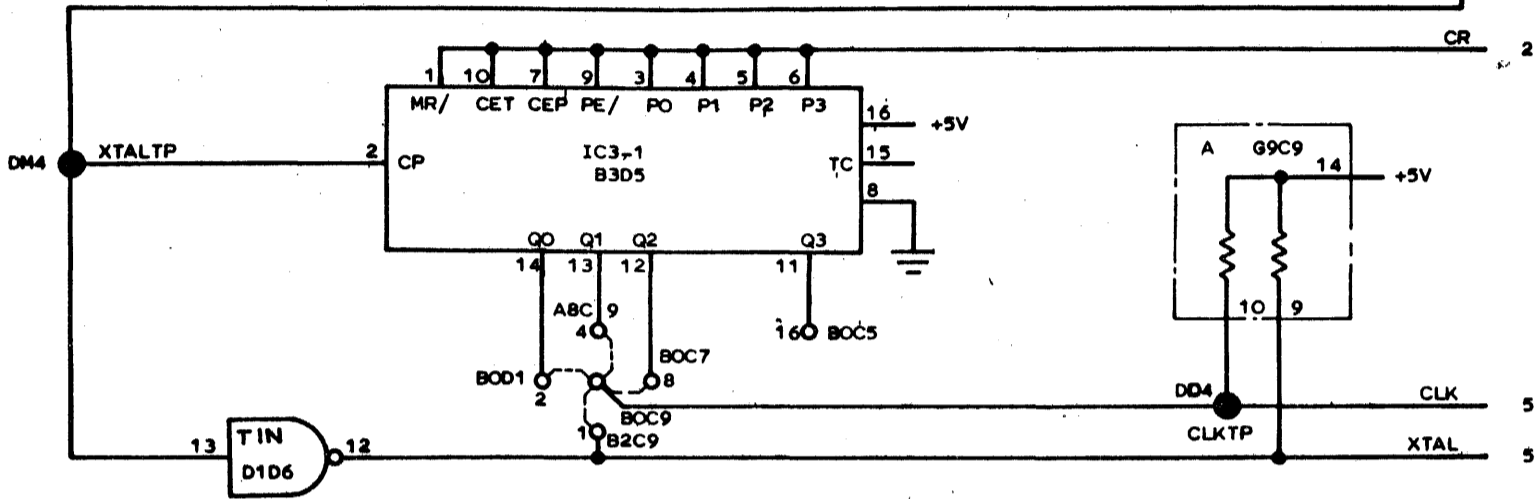 CR 2
1 10 7 9 3 4 5 6
MR/ CET CEP PE/ P0 P1 P2 P3
16 +5V
DM4 XTALTP 2 CP
IC3-1
B3D5
TC 15
8
A G9C9
14 +5V
Q0 Q1 Q2 Q3
14 13 12 11
A8C 9
4
16 BOC5
10 9
BOD1
2
BOC7
8
BOC9
DD4
CLK 5
CLKTP
1 B2C9
13 TIN 12
D1D6
XTAL 5